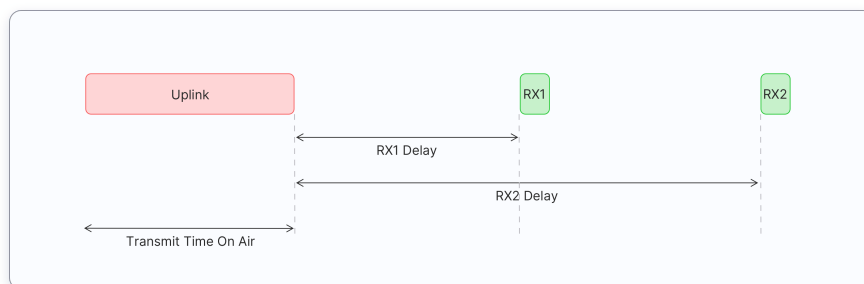 Uplink
RX1
RX2
RX1 Delay
RX2 Delay
Transmit Time On Air